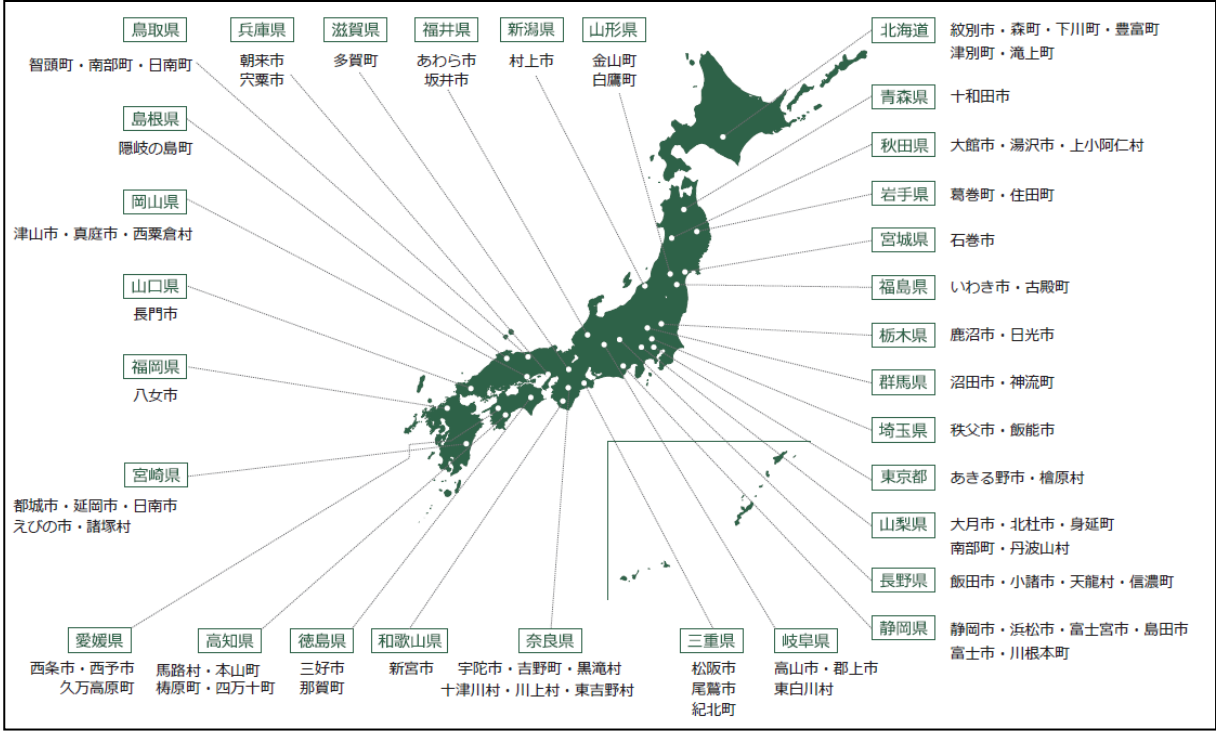 鳥取県
智頭町・南部町・日南町
兵庫県
朝来市
宍粟市
滋賀県
多賀町
福井県
あわら市
坂井市
新潟県
村上市
山形県
金山町
白鷹町
北海道
紋別市・森町・下川町・豊富町
津別町・滝上町
青森県
十和田市
秋田県
大館市・湯沢市・上小阿仁村
岩手県
葛巻町・住田町
宮城県
石巻市
福島県
いわき市・古殿町
栃木県
鹿沼市・日光市
群馬県
沼田市・神流町
埼玉県
秩父市・飯能市
東京都
あきる野市・檜原村
山梨県
大月市・北杜市・身延町
南部町・丹波山村
長野県
飯田市・小諸市・天龍村・信濃町
静岡県
静岡市・浜松市・富士宮市・島田市
富士市・川根本町
島根県
隠岐の島町
岡山県
津山市・真庭市・西粟倉村
山口県
長門市
福岡県
八女市
宮崎県
都城市・延岡市・日南市
えびの市・諸塚村
愛媛県
西条市・西予市
久万高原町
高知県
馬路村・本山町
梼原町・四万十町
徳島県
三好市
那賀町
和歌山県
新宮市
奈良県
宇陀市・吉野町・黒滝村
十津川村・川上村・東吉野村
三重県
松阪市
尾鷲市
紀北町
岐阜県
高山市・郡上市
東白川村